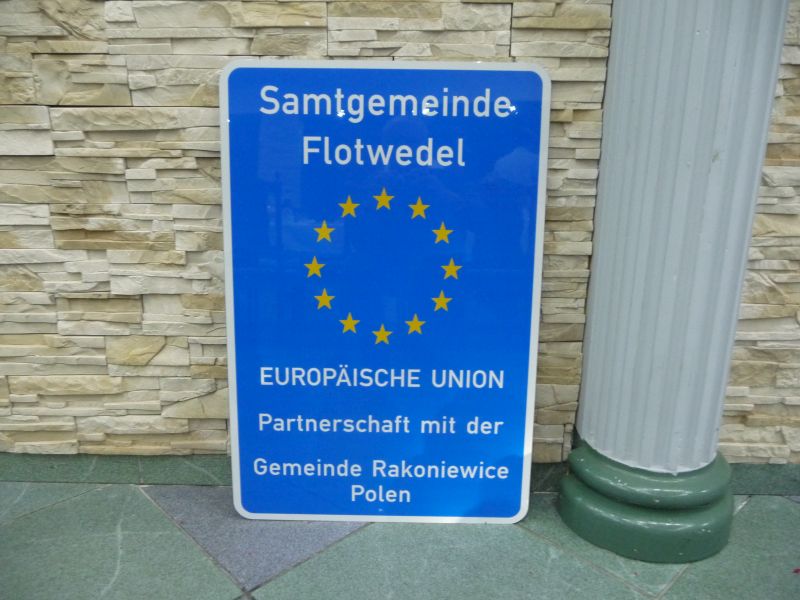 Samtgemeinde
Flotwedel
EUROPÄISCHE UNION
Partnerschaft mit der
Gemeinde Rakoniewice
Polen